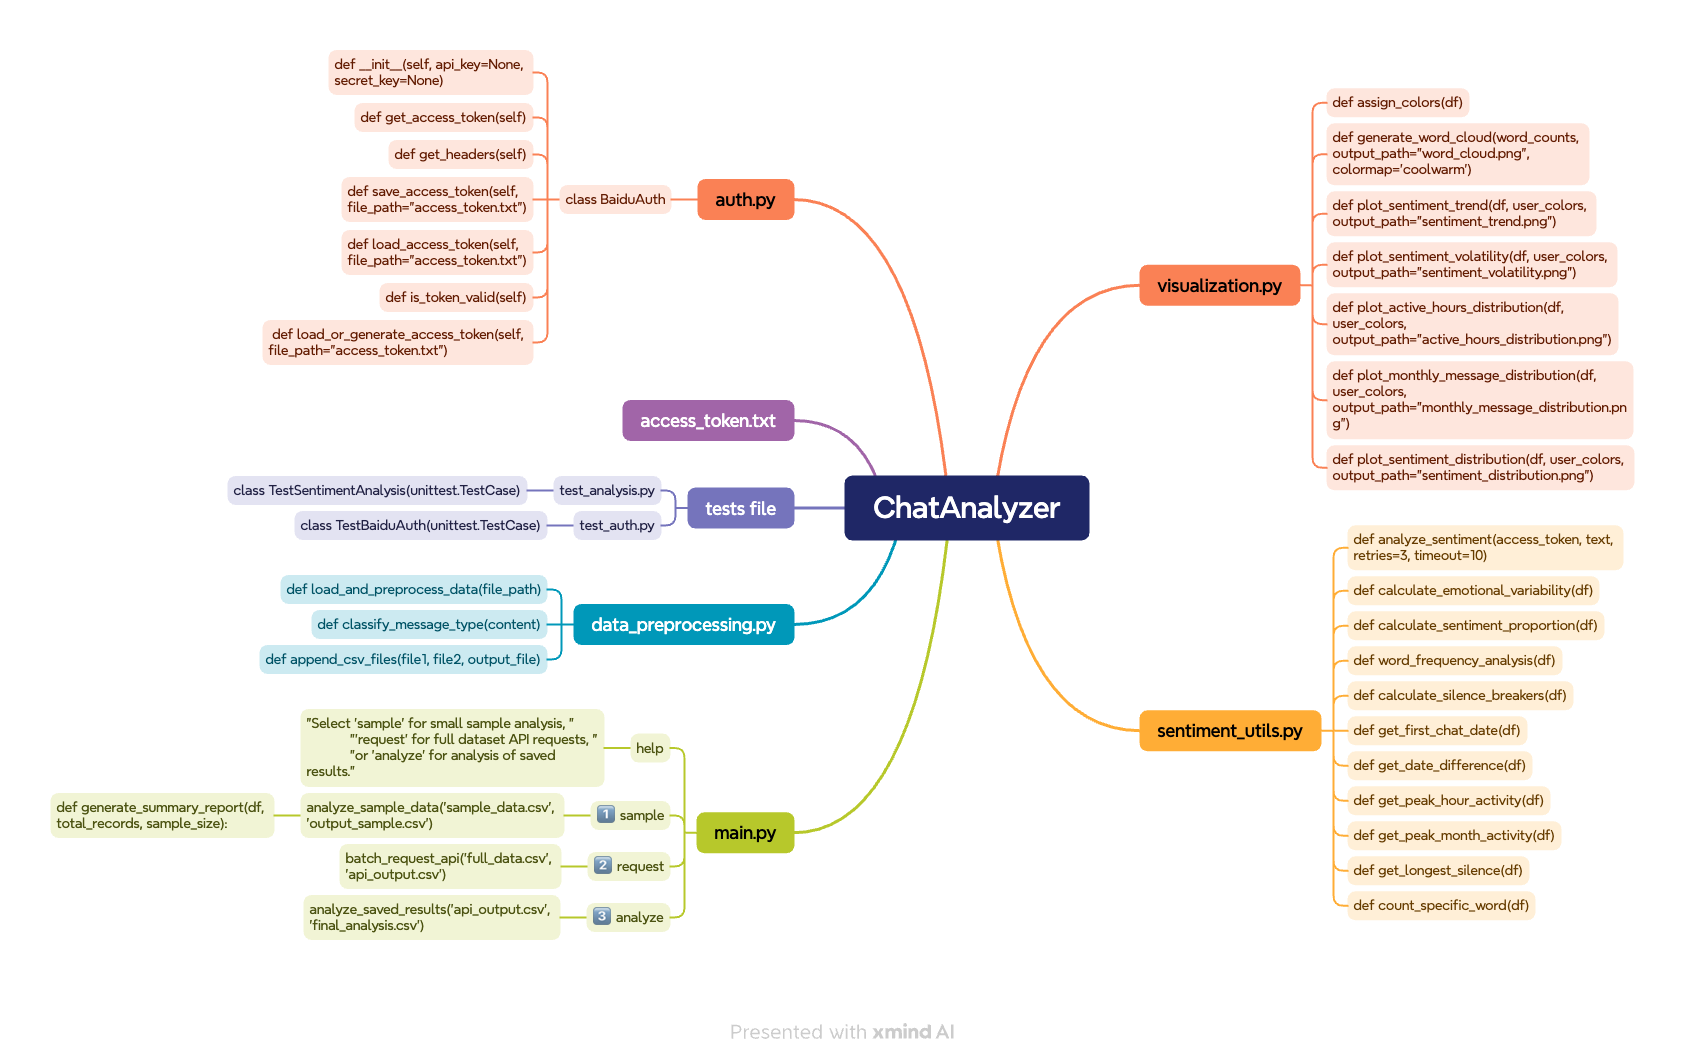 def __init__(self, api_key=None,
secret_key=None)
def get_access_token(self)
def get_headers(self)
def save_access_token(self,
file_path="access_token.txt")
def load_access_token(self,
file_path="access_token.txt")
def is_token_valid(self)
def load_or_generate_access_token(self,
file_path="access_token.txt")
class BaiduAuth
auth.py
access_token.txt
class TestSentimentAnalysis(unittest.TestCase)
test_analysis.py
class TestBaiduAuth(unittest.TestCase)
test_auth.py
tests file
def load_and_preprocess_data(file_path)
def classify_message_type(content)
def append_csv_files(file1, file2, output_file)
data_preprocessing.py
"Select 'sample' for small sample analysis, "
"'request' for full dataset API requests, "
"or 'analyze' for analysis of saved
results."
help
def generate_summary_report(df,
total_records, sample_size):
analyze_sample_data('sample_data.csv',
'output_sample.csv')
1 sample
batch_request_api('full_data.csv',
'api_output.csv')
2 request
analyze_saved_results('api_output.csv',
'final_analysis.csv')
3 analyze
main.py
ChatAnalyzer
visualization.py
def assign_colors(df)
def generate_word_cloud(word_counts,
output_path="word_cloud.png",
colormap='coolwarm')
def plot_sentiment_trend(df, user_colors,
output_path="sentiment_trend.png")
def plot_sentiment_volatility(df, user_colors,
output_path="sentiment_volatility.png")
def plot_active_hours_distribution(df,
user_colors,
output_path="active_hours_distribution.png")
def plot_monthly_message_distribution(df,
user_colors,
output_path="monthly_message_distribution.pn
g")
def plot_sentiment_distribution(df, user_colors,
output_path="sentiment_distribution.png")
sentiment_utils.py
def analyze_sentiment(access_token, text,
retries=3, timeout=10)
def calculate_emotional_variability(df)
def calculate_sentiment_proportion(df)
def word_frequency_analysis(df)
def calculate_silence_breakers(df)
def get_first_chat_date(df)
def get_date_difference(df)
def get_peak_hour_activity(df)
def get_peak_month_activity(df)
def get_longest_silence(df)
def count_specific_word(df)
Presented with xmind AI